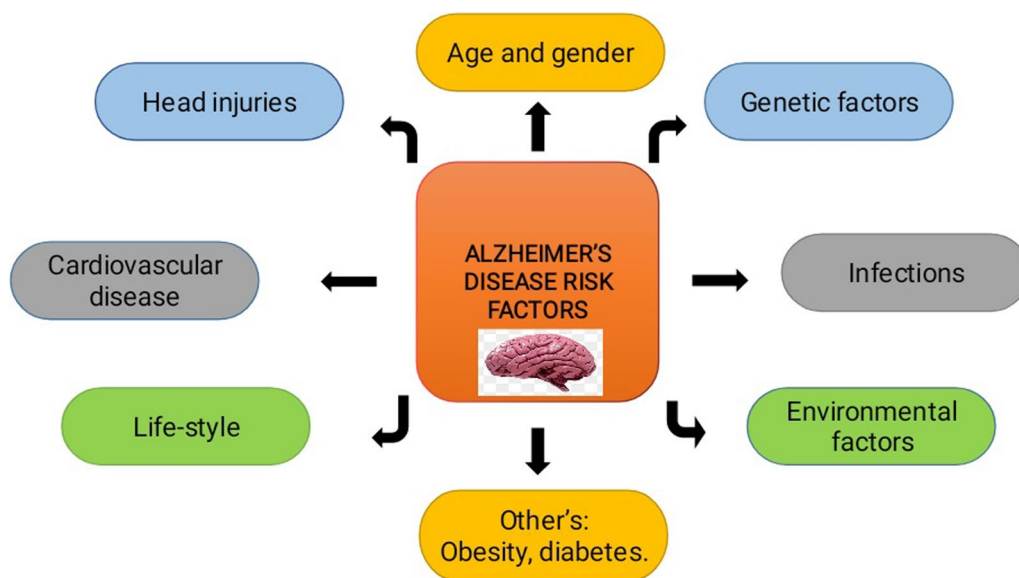 Age and gender
Head injuries
Genetic factors
ALZHEIMER'S
DISEASE RISK
FACTORS
Cardiovascular
disease
Infections
Life-style
Environmental
factors
Other's:
Obesity, diabetes.